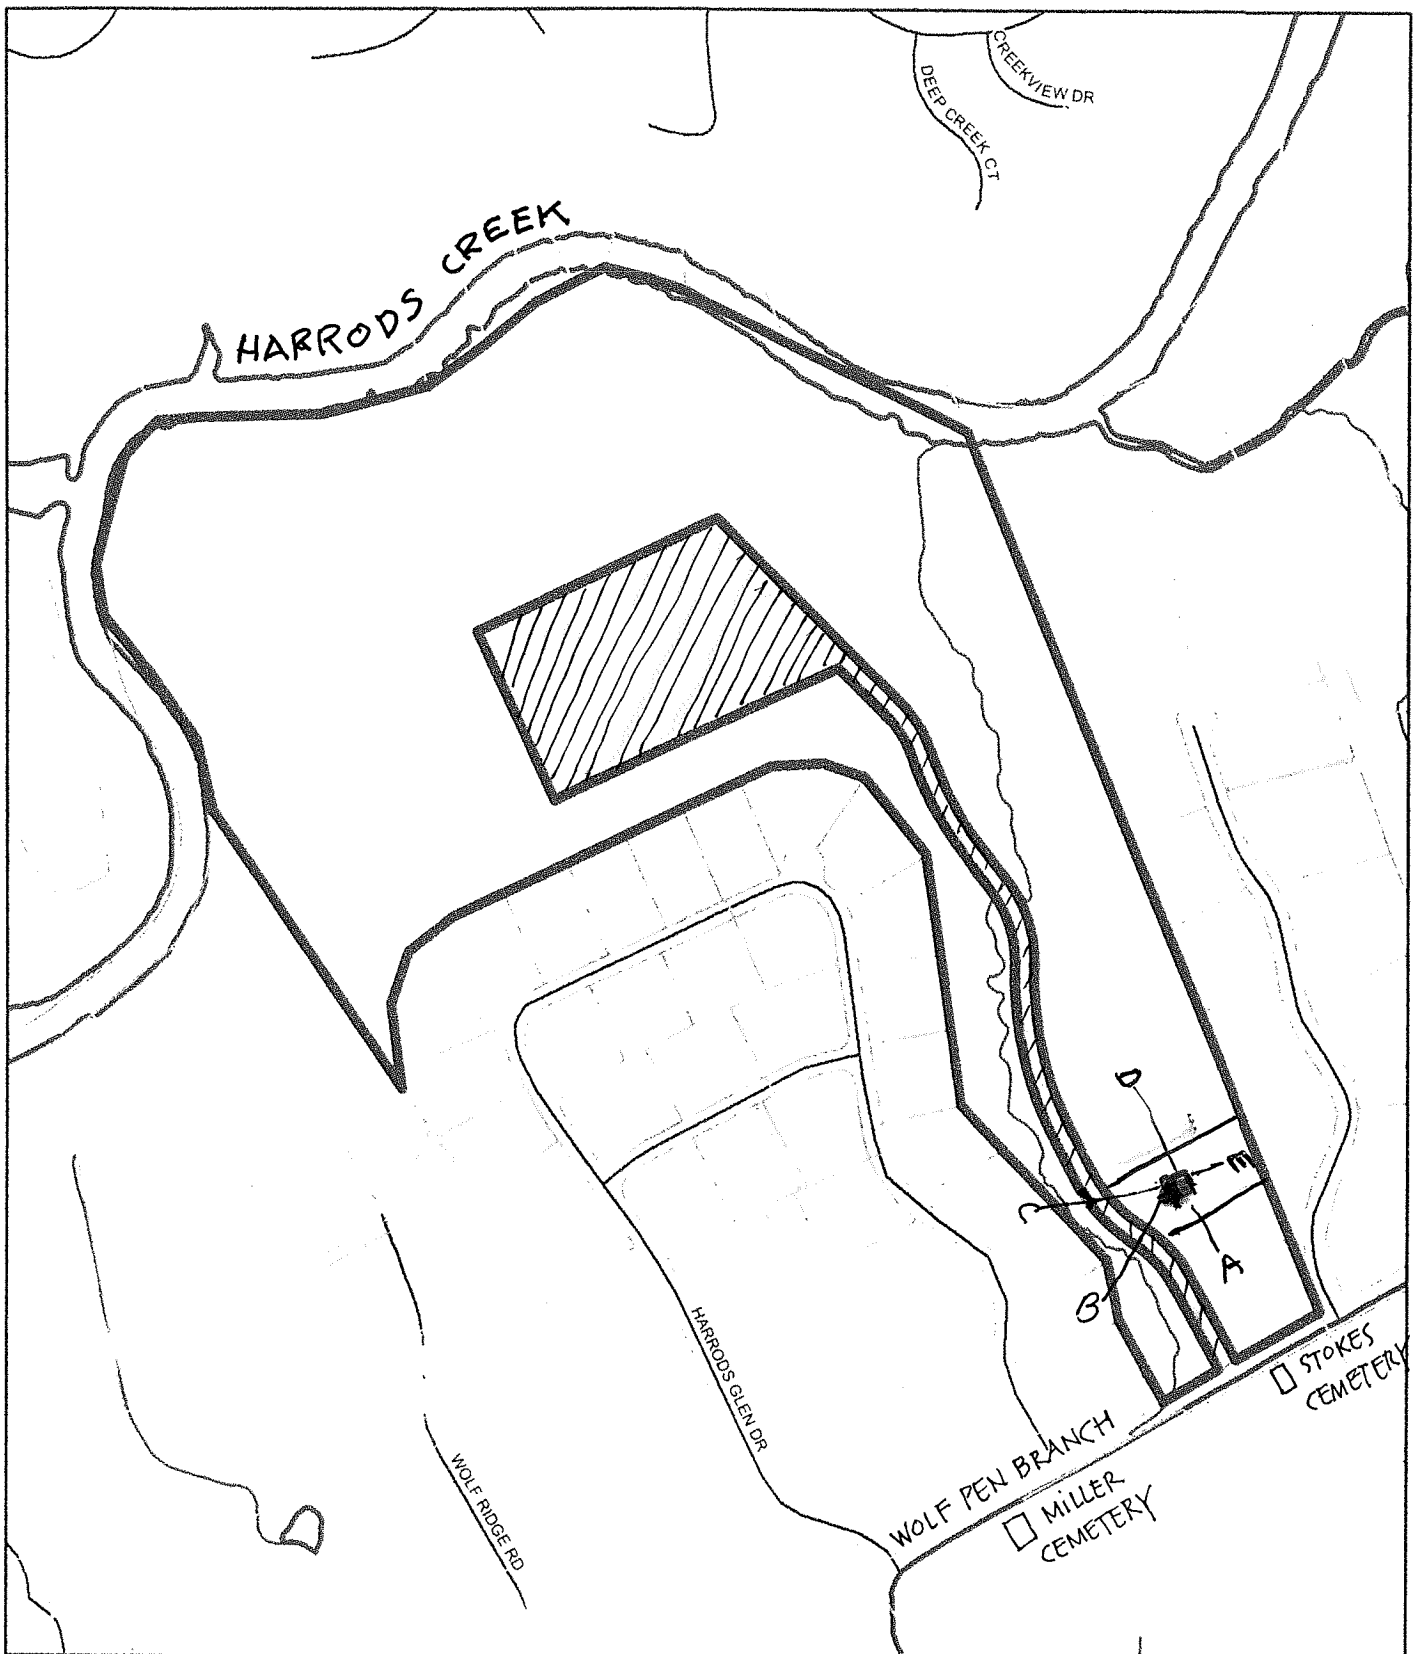 CREEKVIEW DR
DEEP CREEK CT
HARRODS CREEK
D
E
C
A
B
HARRODS GLEN DR
STOKES
CEMETERY
WOLF PEN BRANCH
MILLER
CEMETERY
WOLF RIDGE RD